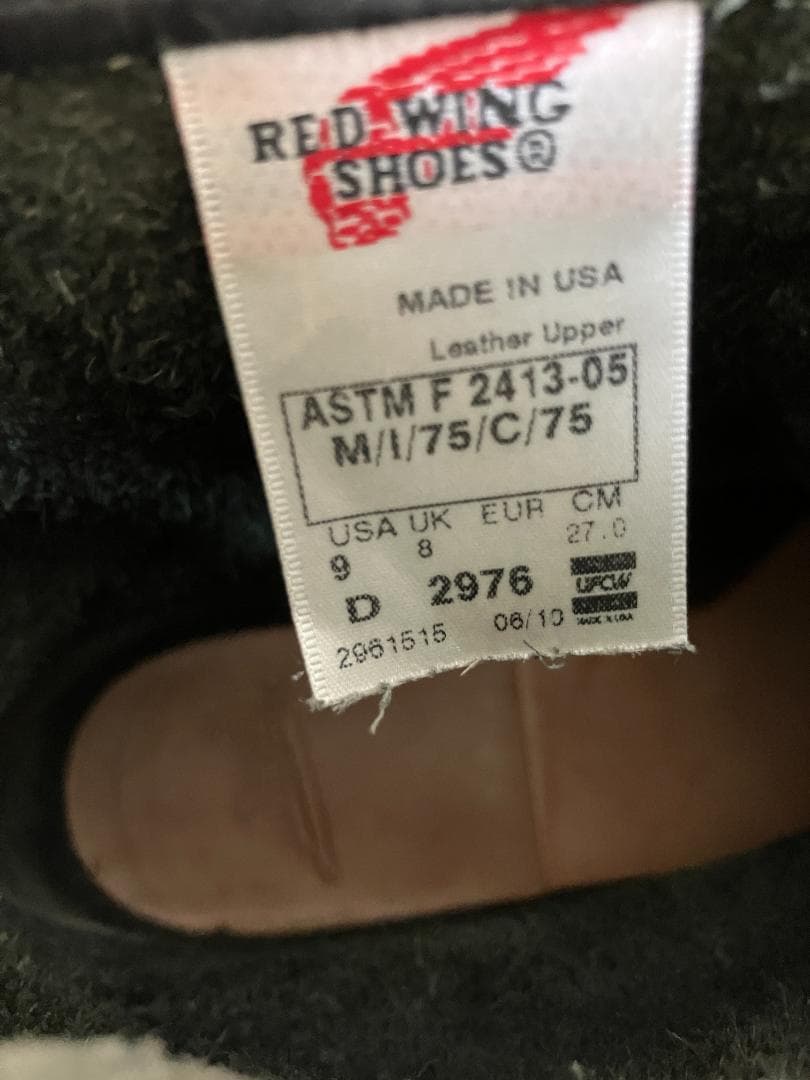 RED WING
SHOES®
MADE IN USA
Leather Upper
ASTM F 2413-05
M/I/75/C/75
USA UK EUR CM
9 8 27.0
D 2976 UFCW
2961515 06/10